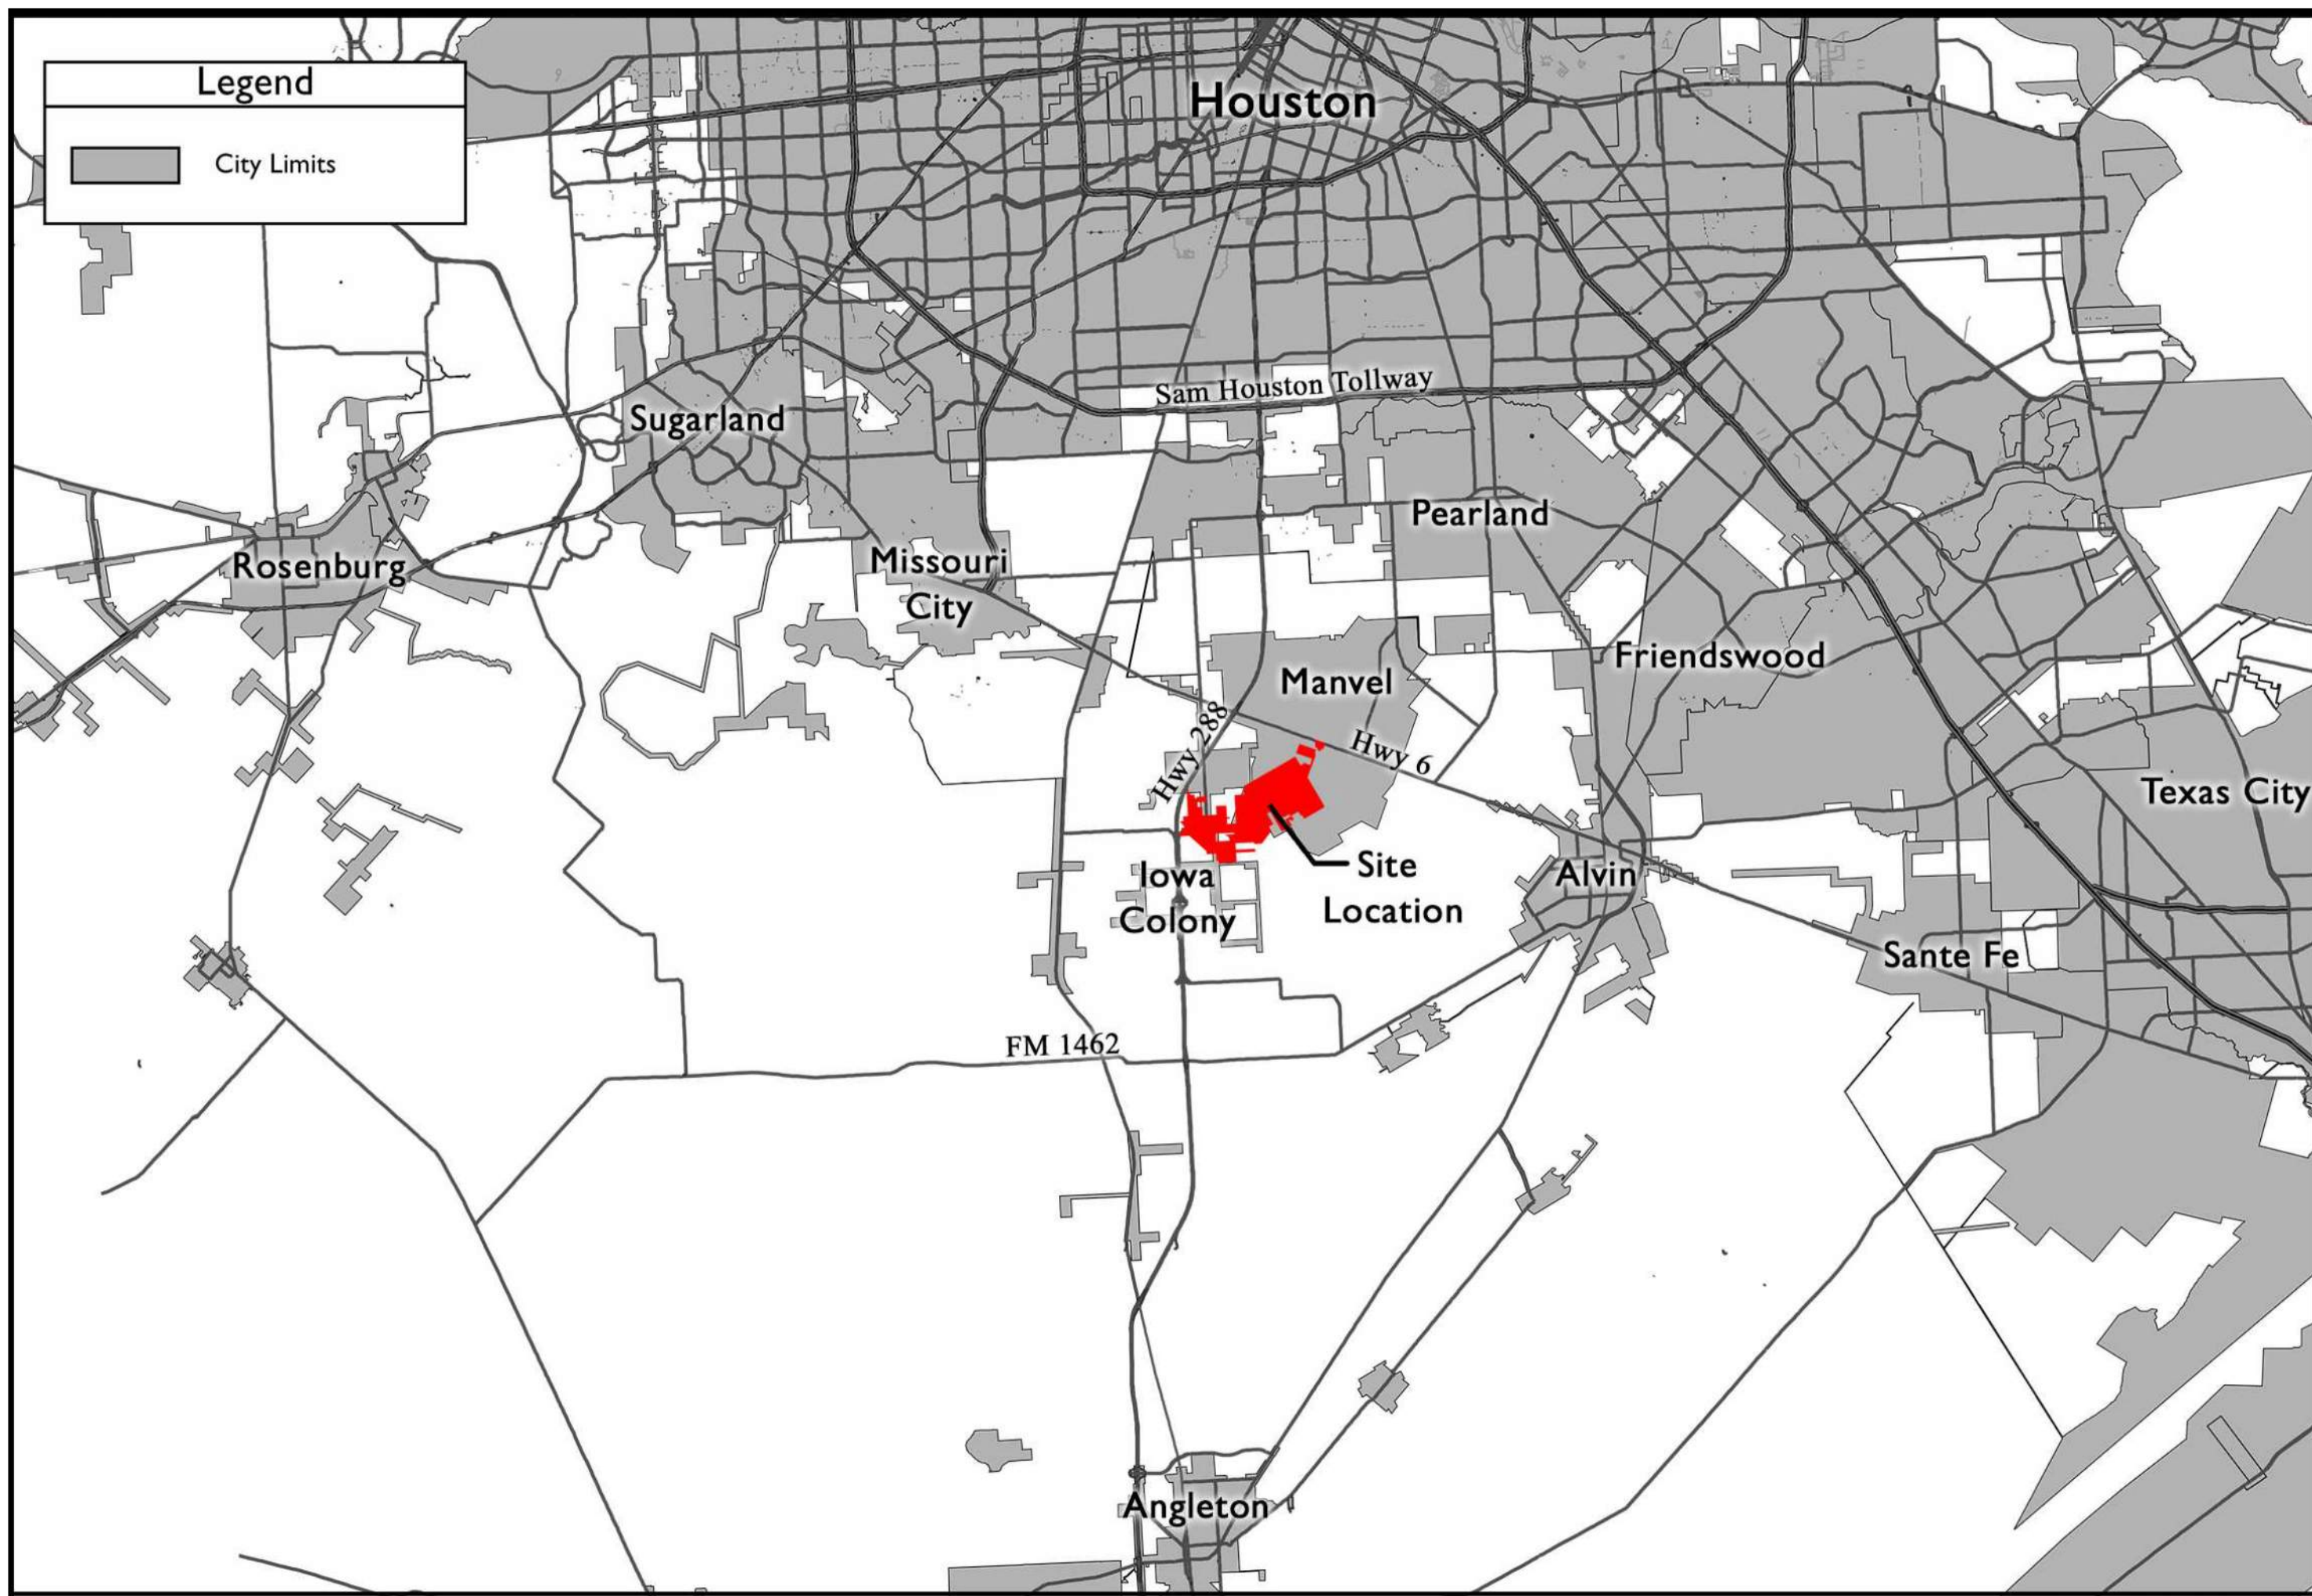 Legend
City Limits
Houston
Sam Houston Tollway
Sugarland
Pearland
Rosenburg
Missouri
City
Friendswood
Manvel
Hwy 288
Hwy 6
Texas City
Site
Location
Iowa
Colony
Alvin
Sante Fe
FM 1462
Angleton